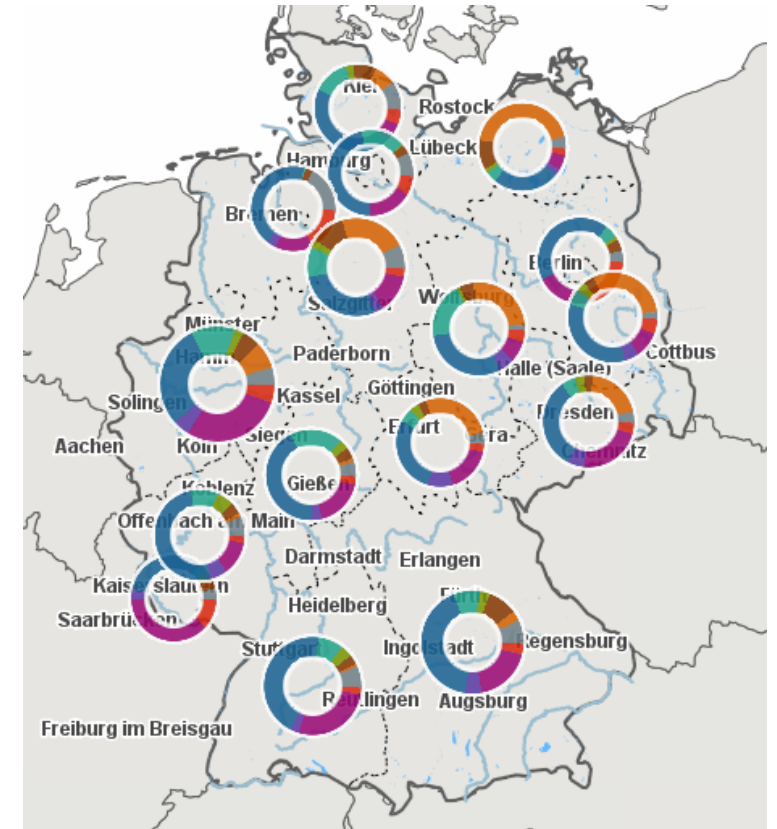 Kiel
Rostock
Lübeck
Hamburg
Bremen
Berlin
Wolfsburg
Salzgitter
Münster
Hamm
Paderborn
Cottbus
Halle (Saale)
Göttingen
Kassel
Solingen
Dresden
Erfurt
Gera
Siegen
Aachen
Köln
Chemnitz
Gießen
Koblenz
Offenbach am Main
Darmstadt
Erlangen
Kaiserslautern
Fürth
Heidelberg
Saarbrücken
Stuttgart
Ingolstadt
Regensburg
Reutlingen
Augsburg
Freiburg im Breisgau